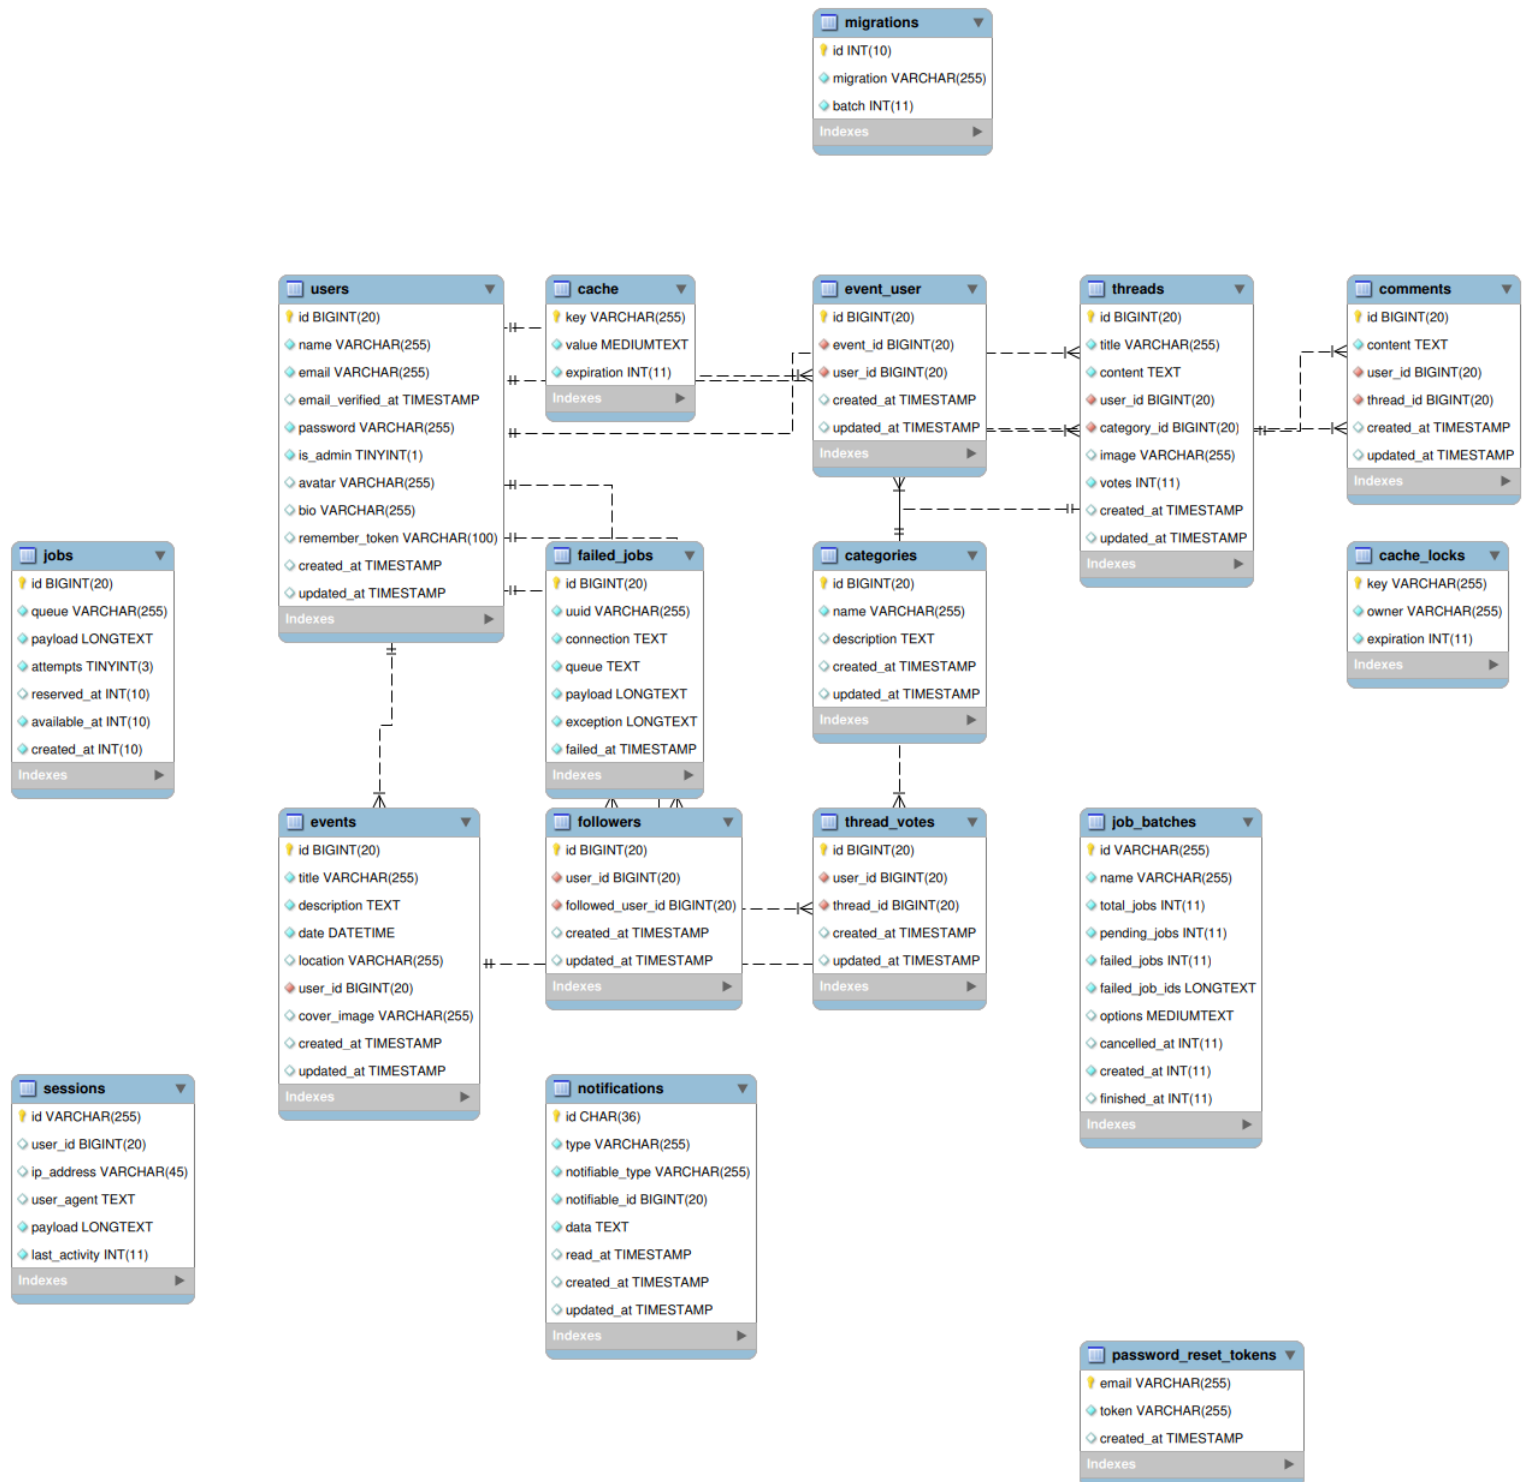 migrations
id INT(10)
migration VARCHAR(255)
batch INT(11)
Indexes
users
id BIGINT(20)
name VARCHAR(255)
email VARCHAR(255)
email_verified_at TIMESTAMP
password VARCHAR(255)
is_admin TINYINT(1)
avatar VARCHAR(255)
bio VARCHAR(255)
remember_token VARCHAR(100)
created_at TIMESTAMP
updated_at TIMESTAMP
Indexes
cache
key VARCHAR(255)
value MEDIUMTEXT
expiration INT(11)
Indexes
event_user
id BIGINT(20)
event_id BIGINT(20)
user_id BIGINT(20)
created_at TIMESTAMP
updated_at TIMESTAMP
Indexes
threads
id BIGINT(20)
title VARCHAR(255)
content TEXT
user_id BIGINT(20)
category_id BIGINT(20)
image VARCHAR(255)
votes INT(11)
created_at TIMESTAMP
updated_at TIMESTAMP
Indexes
comments
id BIGINT(20)
content TEXT
user_id BIGINT(20)
thread_id BIGINT(20)
created_at TIMESTAMP
updated_at TIMESTAMP
Indexes
jobs
id BIGINT(20)
queue VARCHAR(255)
payload LONGTEXT
attempts TINYINT(3)
reserved_at INT(10)
available_at INT(10)
created_at INT(10)
Indexes
failed_jobs
id BIGINT(20)
uuid VARCHAR(255)
connection TEXT
queue TEXT
payload LONGTEXT
exception LONGTEXT
failed_at TIMESTAMP
Indexes
categories
id BIGINT(20)
name VARCHAR(255)
description TEXT
created_at TIMESTAMP
updated_at TIMESTAMP
Indexes
cache_locks
key VARCHAR(255)
owner VARCHAR(255)
expiration INT(11)
Indexes
events
id BIGINT(20)
title VARCHAR(255)
description TEXT
date DATETIME
location VARCHAR(255)
user_id BIGINT(20)
cover_image VARCHAR(255)
created_at TIMESTAMP
updated_at TIMESTAMP
Indexes
followers
id BIGINT(20)
user_id BIGINT(20)
followed_user_id BIGINT(20)
created_at TIMESTAMP
updated_at TIMESTAMP
Indexes
thread_votes
id BIGINT(20)
user_id BIGINT(20)
thread_id BIGINT(20)
created_at TIMESTAMP
updated_at TIMESTAMP
Indexes
job_batches
id VARCHAR(255)
name VARCHAR(255)
total_jobs INT(11)
pending_jobs INT(11)
failed_jobs INT(11)
failed_job_ids LONGTEXT
options MEDIUMTEXT
cancelled_at INT(11)
created_at INT(11)
finished_at INT(11)
Indexes
sessions
id VARCHAR(255)
user_id BIGINT(20)
ip_address VARCHAR(45)
user_agent TEXT
payload LONGTEXT
last_activity INT(11)
Indexes
notifications
id CHAR(36)
type VARCHAR(255)
notifiable_type VARCHAR(255)
notifiable_id BIGINT(20)
data TEXT
read_at TIMESTAMP
created_at TIMESTAMP
updated_at TIMESTAMP
Indexes
password_reset_tokens
email VARCHAR(255)
token VARCHAR(255)
created_at TIMESTAMP
Indexes